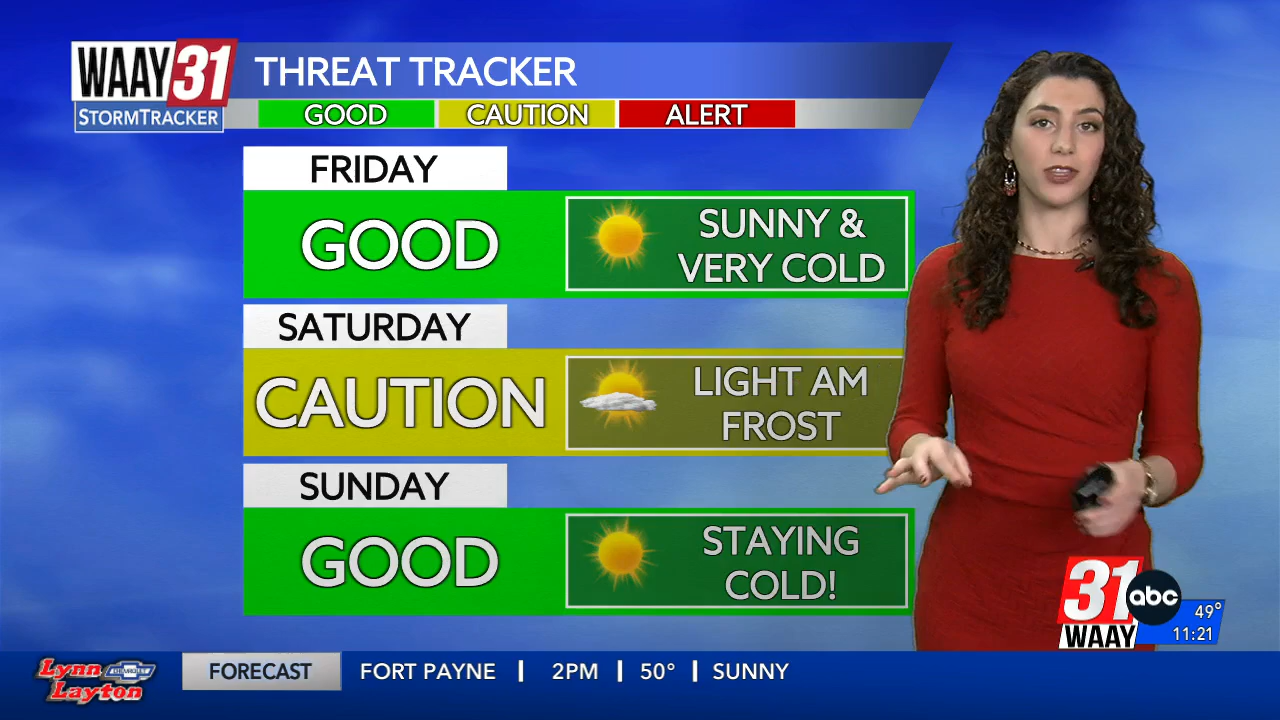 WAAY 31
STORMTRACKER
THREAT TRACKER
GOOD CAUTION ALERT
FRIDAY
GOOD
SUNNY &
VERY COLD
SATURDAY
CAUTION
LIGHT AM
FROST
SUNDAY
GOOD
STAYING
COLD!
31 abc
WAAY
49°
11:21
Lynn
CHEVROLET
Layton
FORECAST FORT PAYNE | 2PM | 50° | SUNNY